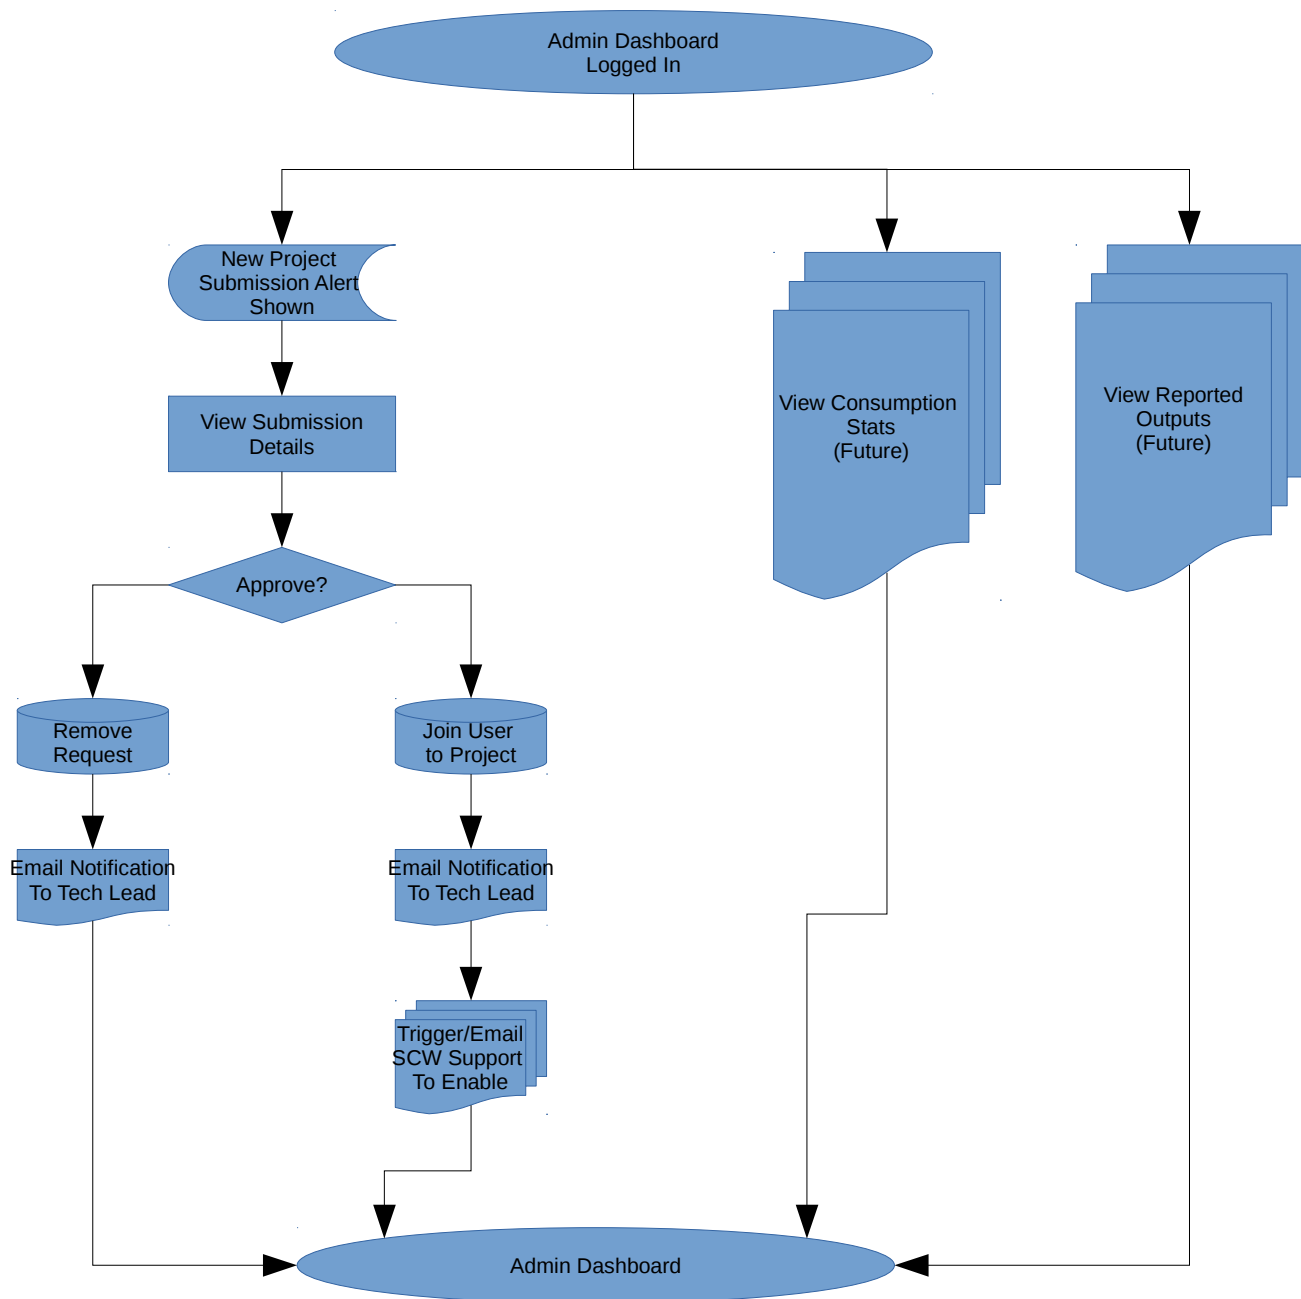 Admin Dashboard
Logged In
New Project
Submission Alert
Shown
View Submission
Details
Approve?
Remove
Request
Join User
to Project
Email Notification
To Tech Lead
Email Notification
To Tech Lead
Trigger/Email
SCW Support
To Enable
View Consumption
Stats
(Future)
View Reported
Outputs
(Future)
Admin Dashboard